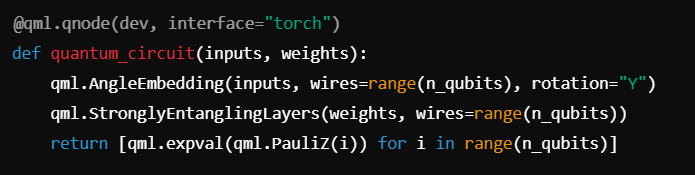 @qml.qnode(dev, interface="torch")
def quantum_circuit(inputs, weights):
    qml.AngleEmbedding(inputs, wires=range(n_qubits), rotation="Y")
    qml.StronglyEntanglingLayers(weights, wires=range(n_qubits))
    return [qml.expval(qml.PauliZ(i)) for i in range(n_qubits)]